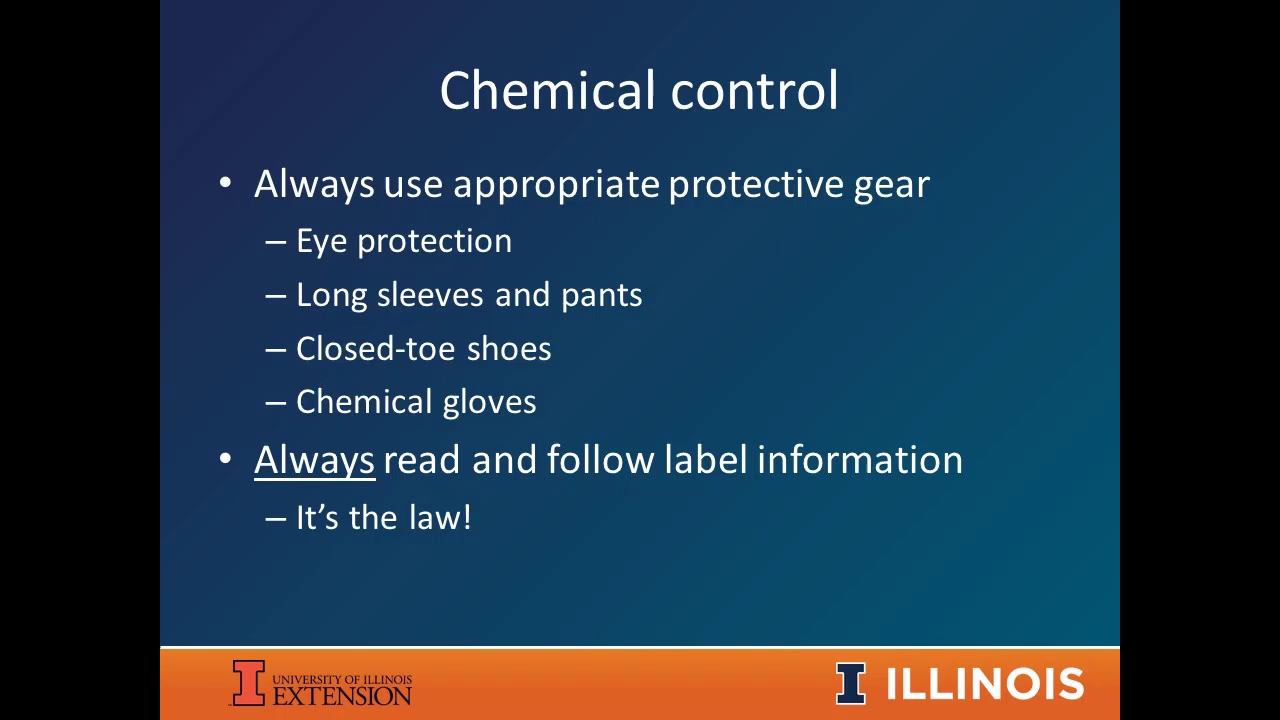 Chemical control
• Always use appropriate protective gear
– Eye protection
– Long sleeves and pants
– Closed-toe shoes
– Chemical gloves
• Always read and follow label information
– It’s the law!
UNIVERSITY OF ILLINOIS
EXTENSION
I ILLINOIS